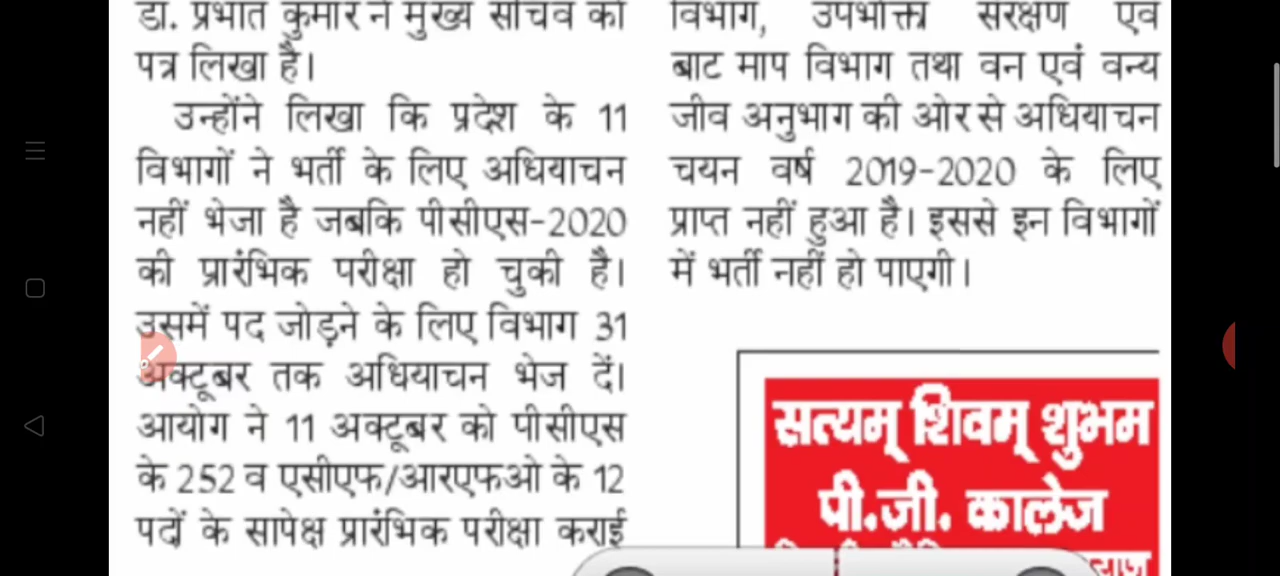 डा. प्रभात कुमार ने मुख्य सचिव को
पत्र लिखा है।
उन्होंने लिखा कि प्रदेश के 11
विभागों ने भर्ती के लिए अधियाचन
नहीं भेजा है जबकि पीसीएस-2020
की प्रारंभिक परीक्षा हो चुकी है।
उसमें पद जोड़ने के लिए विभाग 31
अक्टूबर तक अधियाचन भेज दें।
आयोग ने 11 अक्टूबर को पीसीएस
के 252 व एसीएफ/आरएफओ के 12
पदों के सापेक्ष प्रारंभिक परीक्षा कराई
विभाग, उपभोक्ता संरक्षण एवं
बाट माप विभाग तथा वन एवं वन्य
जीव अनुभाग की ओर से अधियाचन
चयन वर्ष 2019-2020 के लिए
प्राप्त नहीं हुआ है। इससे इन विभागों
में भर्ती नहीं हो पाएगी।
सत्यम् शिवम् शुभम
पी.जी. कालेज